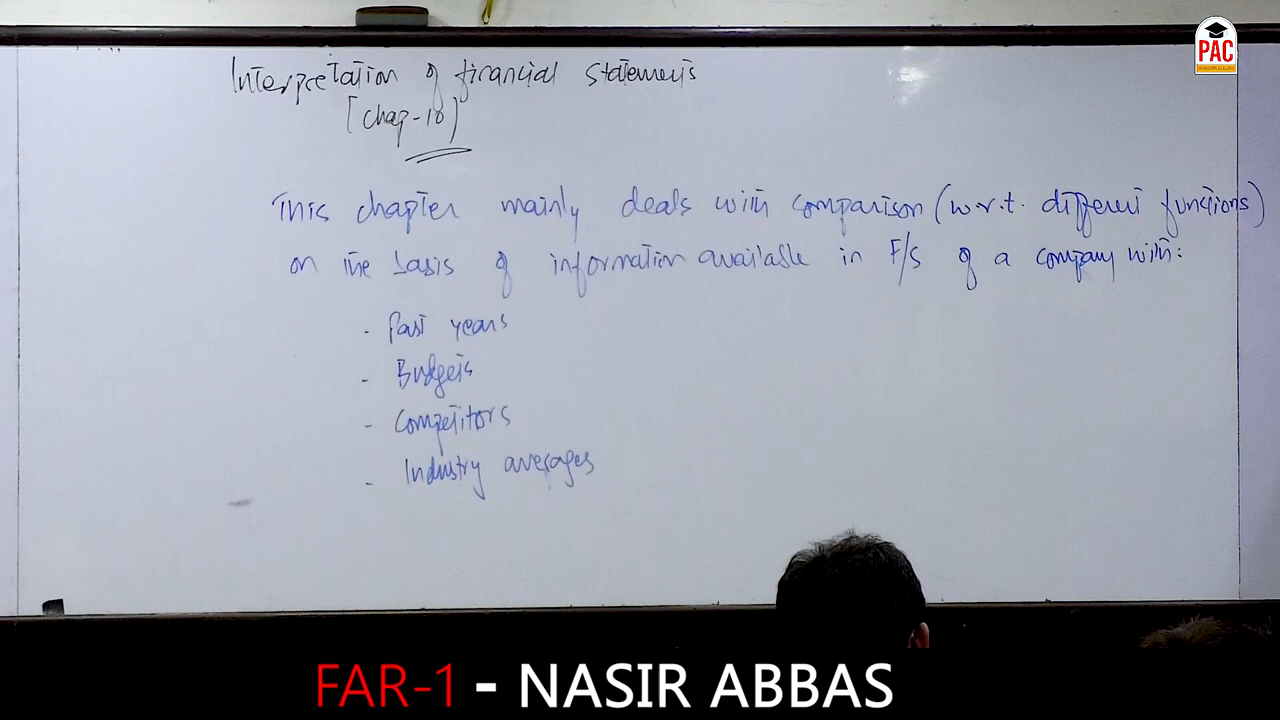 Interpretation of financial statements
[chap-10]
This chapter mainly deals with comparison (w.r.t. different functions)
on the basis of information available in F/S of a company with:
- Past years
- Budgets
- Competitors
- Industry averages
PAC
FAR-1 - NASIR ABBAS